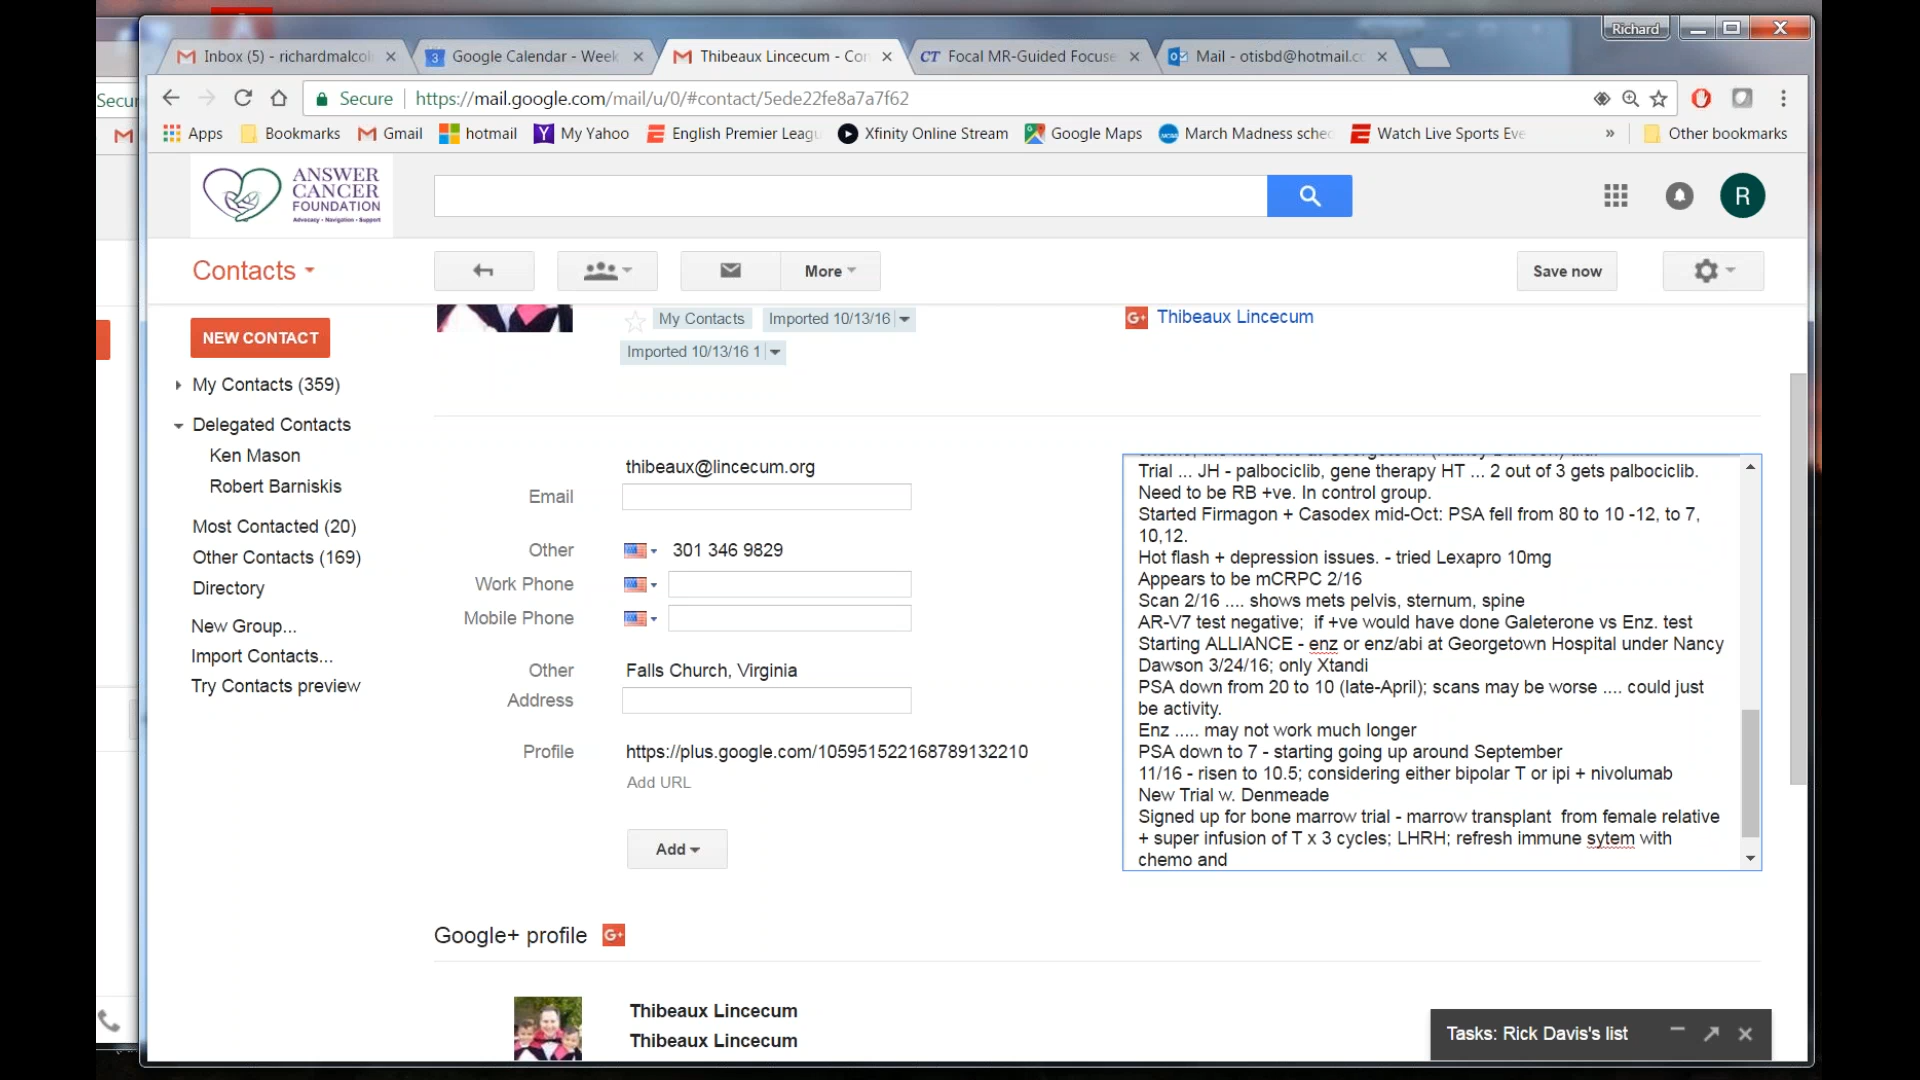 Richard
Inbox (5) - richardmalcol
Google Calendar - Week
Thibeaux Lincecum - Con
CT Focal MR-Guided Focuse
Mail - otisbd@hotmail.co
Secure https://mail.google.com/mail/u/0/#contact/5ede22fe8a7a7f62
Secur
Apps Bookmarks Gmail hotmail My Yahoo English Premier Leagu Xfinity Online Stream Google Maps March Madness sched Watch Live Sports Eve » Other bookmarks
ANSWER
CANCER
FOUNDATION
Advocacy • Navigation • Support
R
Contacts
More
Save now
NEW CONTACT
My Contacts (359)
Delegated Contacts
Ken Mason
Robert Barniskis
Most Contacted (20)
Other Contacts (169)
Directory
New Group...
Import Contacts...
Try Contacts preview
My Contacts Imported 10/13/16
Imported 10/13/16 1
G+ Thibeaux Lincecum
thibeaux@lincecum.org
Email
Other 301 346 9829
Work Phone
Mobile Phone
Other Falls Church, Virginia
Address
Profile https://plus.google.com/105951522168789132210
Add URL
Add
Trial ... JH - palbociclib, gene therapy HT ... 2 out of 3 gets palbociclib.
Need to be RB +ve. In control group.
Started Firmagon + Casodex mid-Oct: PSA fell from 80 to 10 -12, to 7,
10,12.
Hot flash + depression issues. - tried Lexapro 10mg
Appears to be mCRPC 2/16
Scan 2/16 .... shows mets pelvis, sternum, spine
AR-V7 test negative;  if +ve would have done Galeterone vs Enz. test
Starting ALLIANCE - enz or enz/abi at Georgetown Hospital under Nancy
Dawson 3/24/16; only Xtandi
PSA down from 20 to 10 (late-April); scans may be worse .... could just
be activity.
Enz ..... may not work much longer
PSA down to 7 - starting going up around September
11/16 - risen to 10.5; considering either bipolar T or ipi + nivolumab
New Trial w. Denmeade
Signed up for bone marrow trial - marrow transplant  from female relative
+ super infusion of T x 3 cycles; LHRH; refresh immune sytem with
chemo and
Google+ profile G+
Thibeaux Lincecum
Thibeaux Lincecum
Tasks: Rick Davis's list